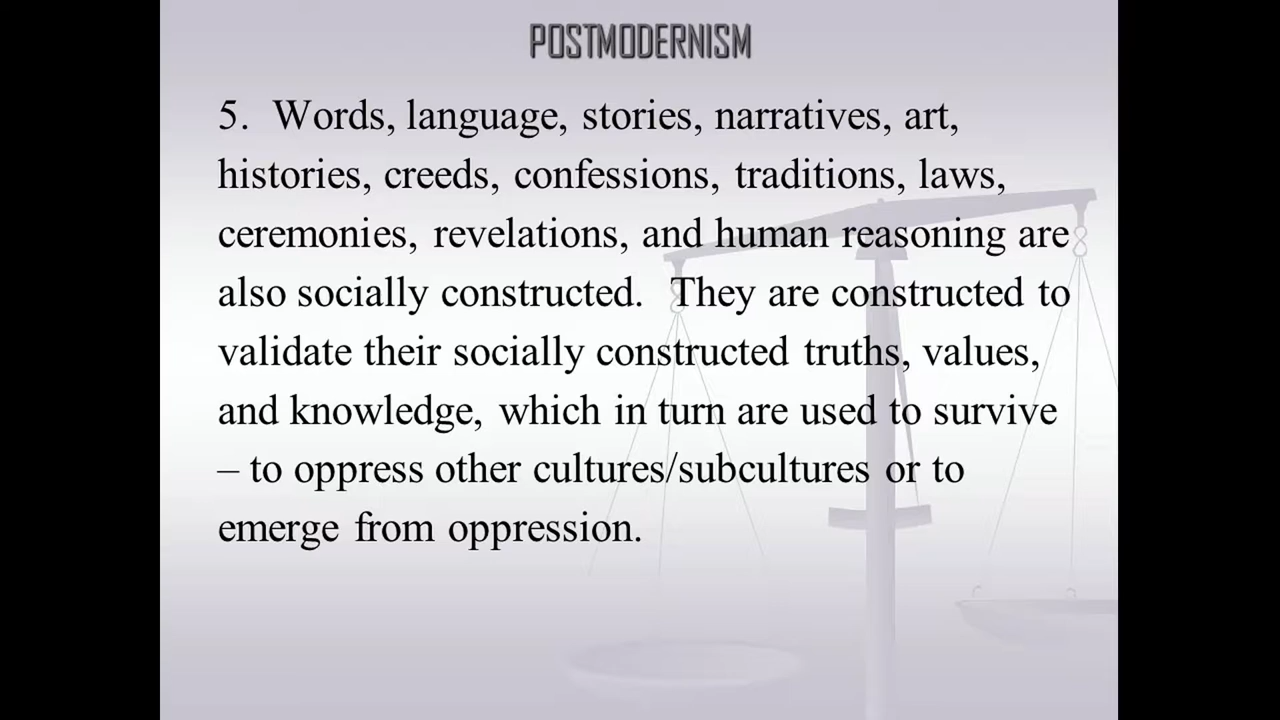 POSTMODERNISM
5. Words, language, stories, narratives, art,
histories, creeds, confessions, traditions, laws,
ceremonies, revelations, and human reasoning are
also socially constructed. They are constructed to
validate their socially constructed truths, values,
and knowledge, which in turn are used to survive
– to oppress other cultures/subcultures or to
emerge from oppression.